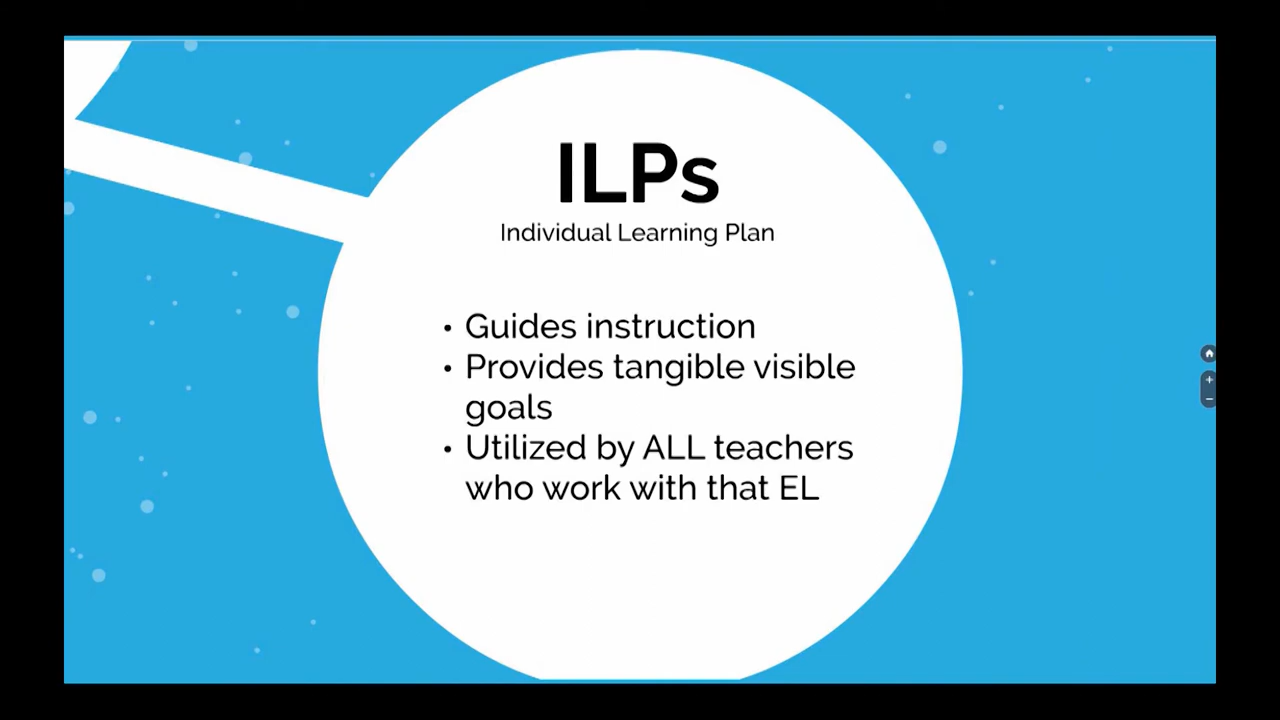 ILPs
Individual Learning Plan
• Guides instruction
• Provides tangible visible
goals
• Utilized by ALL teachers
who work with that EL